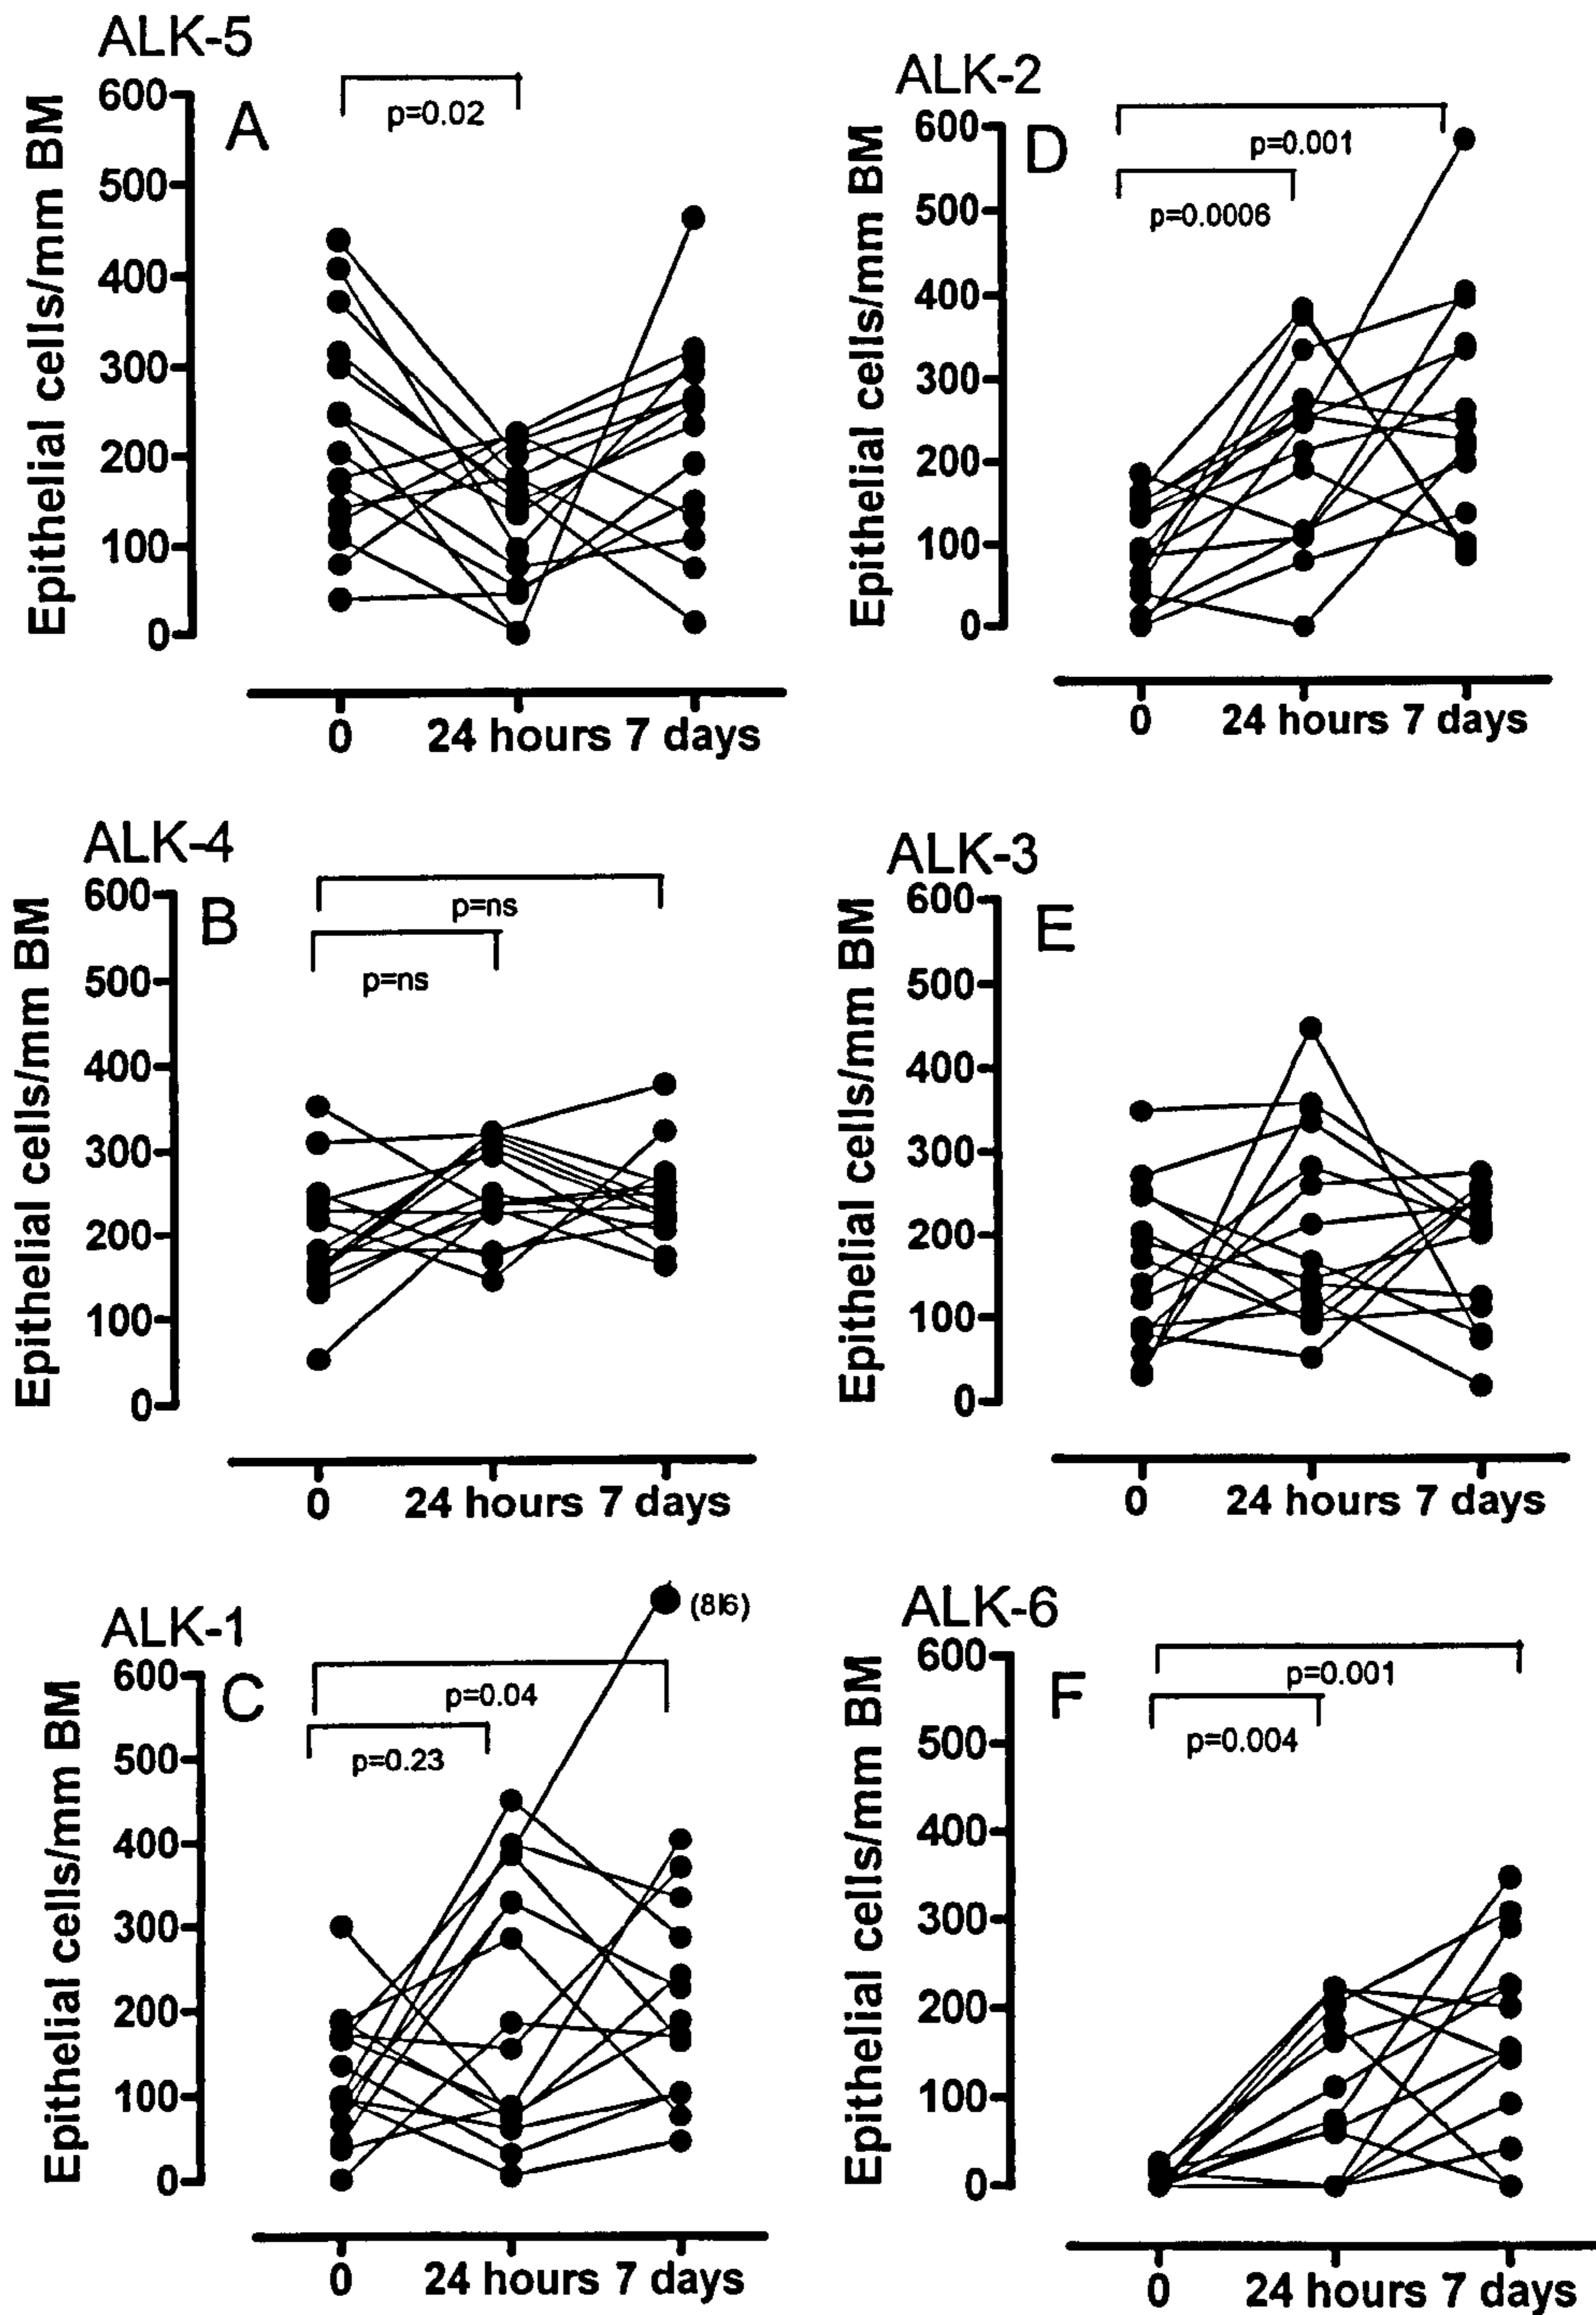 ALK-5
A
p=0.02
Epithelial cells/mm BM
600
500
400
300
200
100
0
0 24 hours 7 days
ALK-2
D
p=0.001
p=0.0006
Epithelial cells/mm BM
600
500
400
300
200
100
0
0 24 hours 7 days
ALK-4
B
p=ns
p=ns
Epithelial cells/mm BM
600
500
400
300
200
100
0
0 24 hours 7 days
ALK-3
E
Epithelial cells/mm BM
600
500
400
300
200
100
0
0 24 hours 7 days
ALK-1
C
(816)
p=0.04
p=0.23
Epithelial cells/mm BM
600
500
400
300
200
100
0
0 24 hours 7 days
ALK-6
F
p=0.001
p=0.004
Epithelial cells/mm BM
600
500
400
300
200
100
0
0 24 hours 7 days